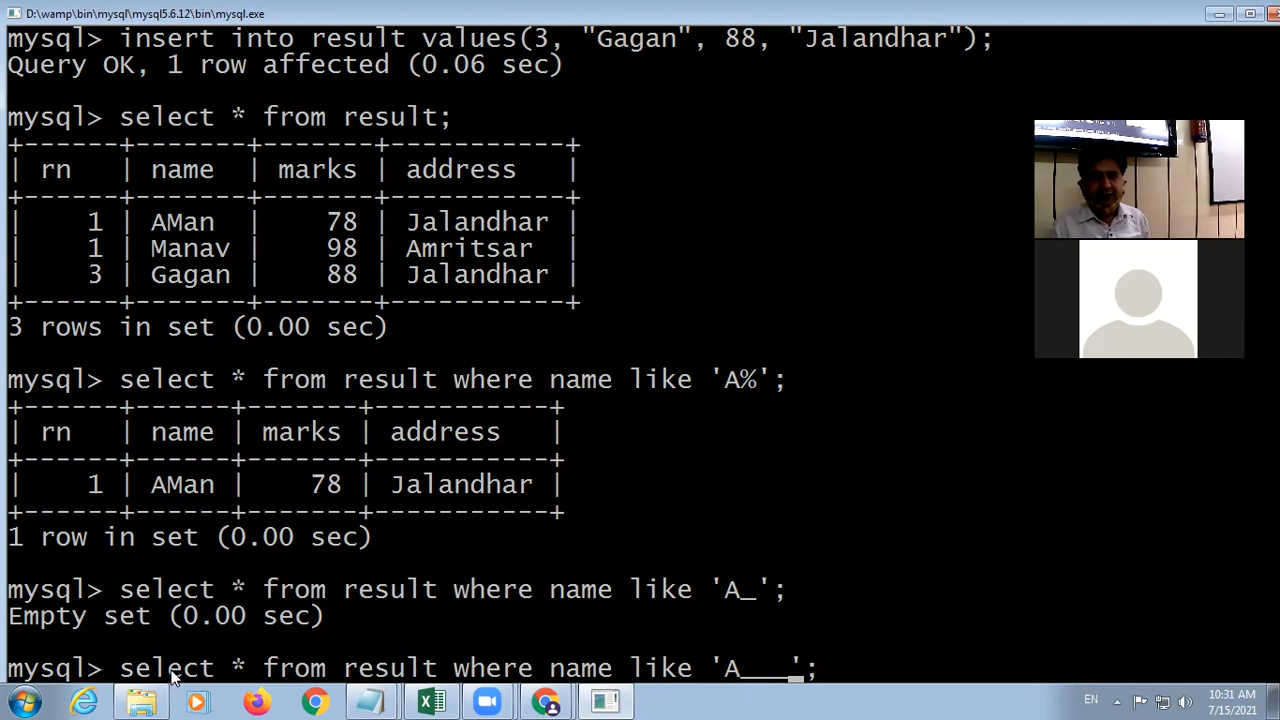 D:\wamp\bin\mysql\mysql5.6.12\bin\mysql.exe
mysql> insert into result values(3, "Gagan", 88, "Jalandhar");
Query OK, 1 row affected (0.06 sec)
mysql> select * from result;
+------+-------+-------+-----------+
| rn   | name  | marks | address   |
+------+-------+-------+-----------+
|    1 | AMan  |    78 | Jalandhar |
|    1 | Manav |    98 | Amritsar  |
|    3 | Gagan |    88 | Jalandhar |
+------+-------+-------+-----------+
3 rows in set (0.00 sec)
mysql> select * from result where name like 'A%';
+------+------+-------+-----------+
| rn   | name | marks | address   |
+------+------+-------+-----------+
|    1 | AMan |    78 | Jalandhar |
+------+------+-------+-----------+
1 row in set (0.00 sec)
mysql> select * from result where name like 'A_';
Empty set (0.00 sec)
mysql> select * from result where name like 'A___';
EN
10:31 AM
7/15/2021